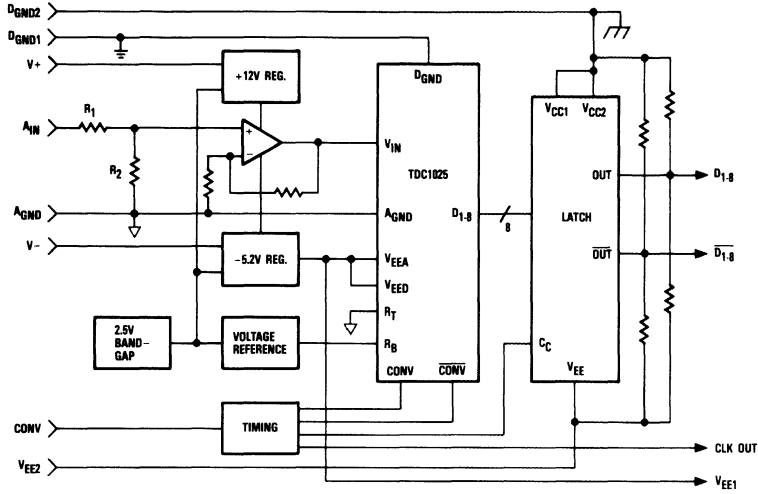 DGND2
DGND1
V+
+12V REG.
DGND
VCC1 VCC2
R1
AIN
+
−
VIN
R2
TDC1025
OUT
D1-8
AGND
AGND
D1-8
8
LATCH
V−
−5.2V REG.
VEEA
OUT
D1-8
VEED
RT
2.5V
BAND-
GAP
VOLTAGE
REFERENCE
RB
CC
CONV
CONV
VEE
CONV
TIMING
CLK OUT
VEE2
VEE1